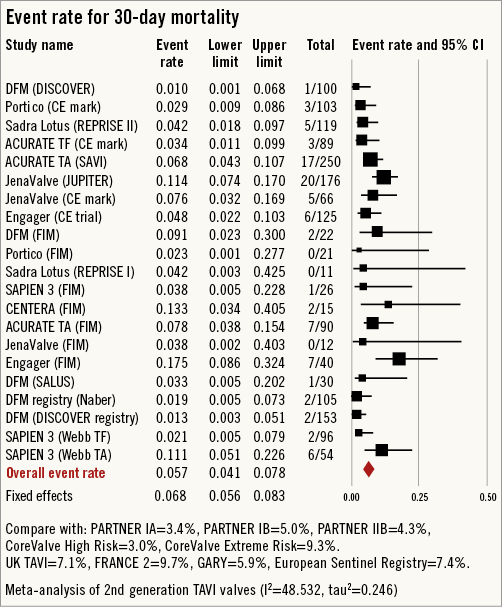 Event rate for 30-day mortality
Study name Event rate Lower limit Upper limit Total Event rate and 95% CI
DFM (DISCOVER) 0.010 0.001 0.068 1/100
Portico (CE mark) 0.029 0.009 0.086 3/103
Sadra Lotus (REPRISE II) 0.042 0.018 0.097 5/119
ACURATE TF (CE mark) 0.034 0.011 0.099 3/89
ACURATE TA (SAVI) 0.068 0.043 0.107 17/250
JenaValve (JUPITER) 0.114 0.074 0.170 20/176
JenaValve (CE mark) 0.076 0.032 0.169 5/66
Engager (CE trial) 0.048 0.022 0.103 6/125
DFM (FIM) 0.091 0.023 0.300 2/22
Portico (FIM) 0.023 0.001 0.277 0/21
Sadra Lotus (REPRISE I) 0.042 0.003 0.425 0/11
SAPIEN 3 (FIM) 0.038 0.005 0.228 1/26
CENTERA (FIM) 0.133 0.034 0.405 2/15
ACURATE TA (FIM) 0.078 0.038 0.154 7/90
JenaValve (FIM) 0.038 0.002 0.403 0/12
Engager (FIM) 0.175 0.086 0.324 7/40
DFM (SALUS) 0.033 0.005 0.202 1/30
DFM registry (Naber) 0.019 0.005 0.073 2/105
DFM (DISCOVER registry) 0.013 0.003 0.051 2/153
SAPIEN 3 (Webb TF) 0.021 0.005 0.079 2/96
SAPIEN 3 (Webb TA) 0.111 0.051 0.226 6/54
Overall event rate 0.057 0.041 0.078
Fixed effects 0.068 0.056 0.083 0.00 0.25 0.50
Compare with: PARTNER IA=3.4%, PARTNER IB=5.0%, PARTNER IIB=4.3%,
CoreValve High Risk=3.0%, CoreValve Extreme Risk=9.3%.
UK TAVI=7.1%, FRANCE 2=9.7%, GARY=5.9%, European Sentinel Registry=7.4%.
Meta-analysis of 2nd generation TAVI valves (I²=48.532, tau²=0.246)